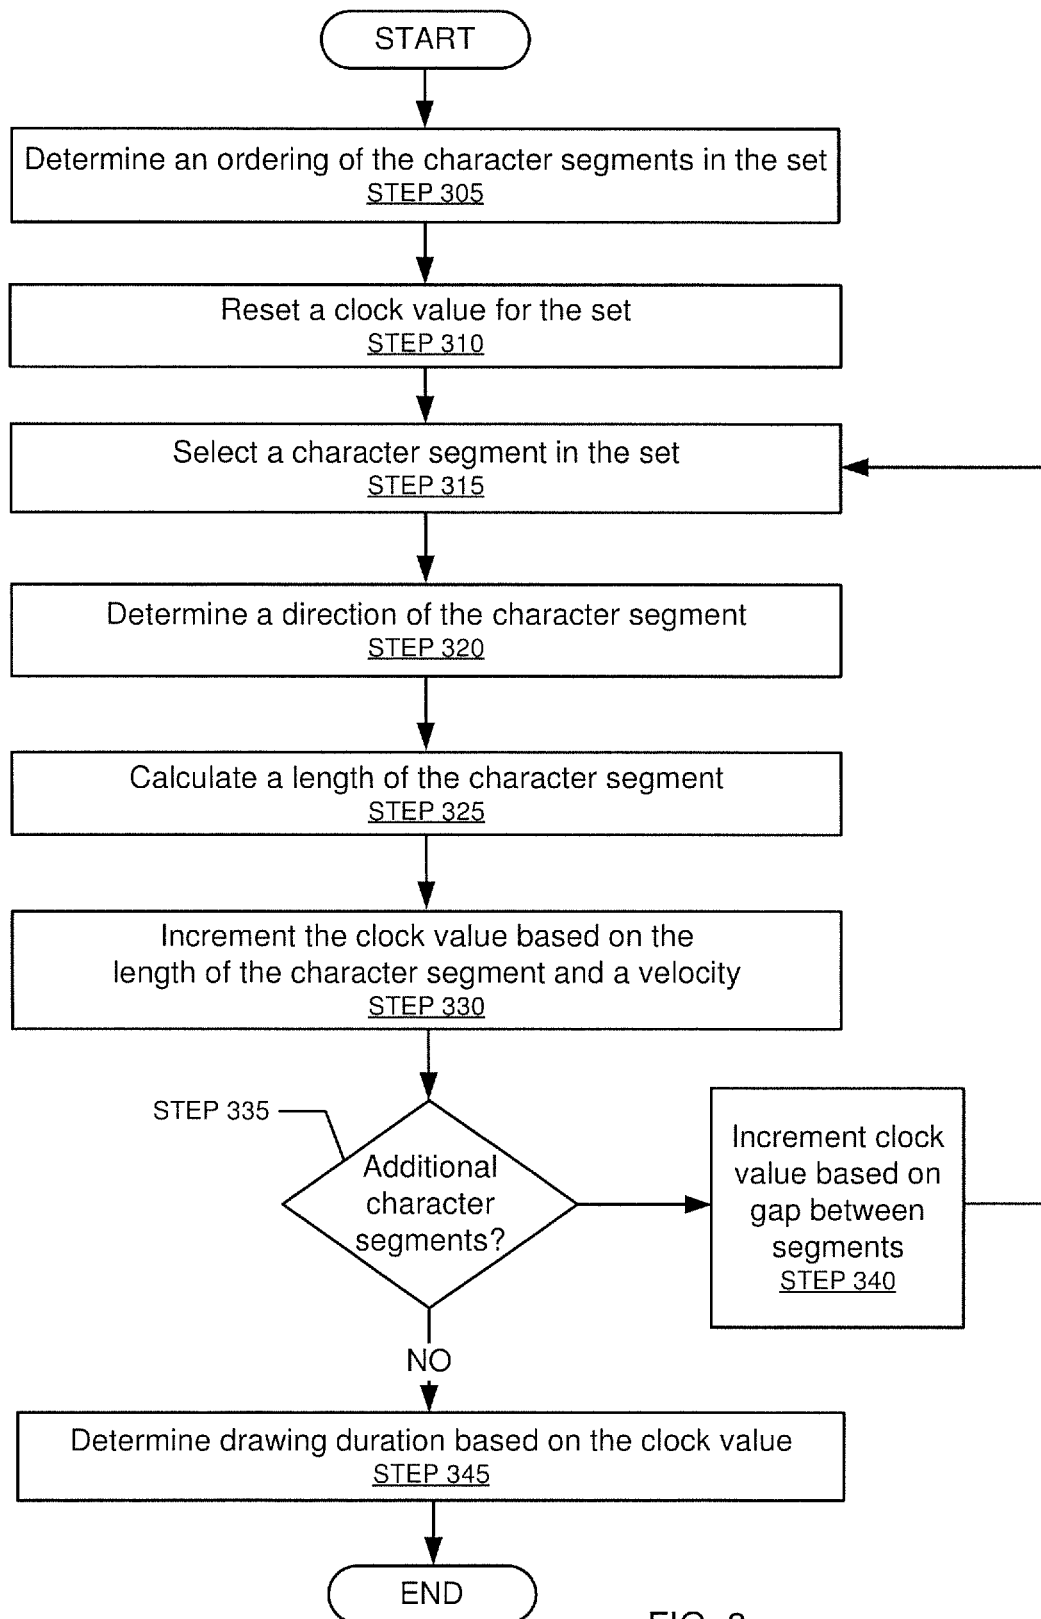 START
Determine an ordering of the character segments in the set
STEP 305
Reset a clock value for the set
STEP 310
Select a character segment in the set
STEP 315
Determine a direction of the character segment
STEP 320
Calculate a length of the character segment
STEP 325
Increment the clock value based on the
length of the character segment and a velocity
STEP 330
STEP 335
Additional
character
segments?
Increment clock
value based on
gap between
segments
STEP 340
NO
Determine drawing duration based on the clock value
STEP 345
END